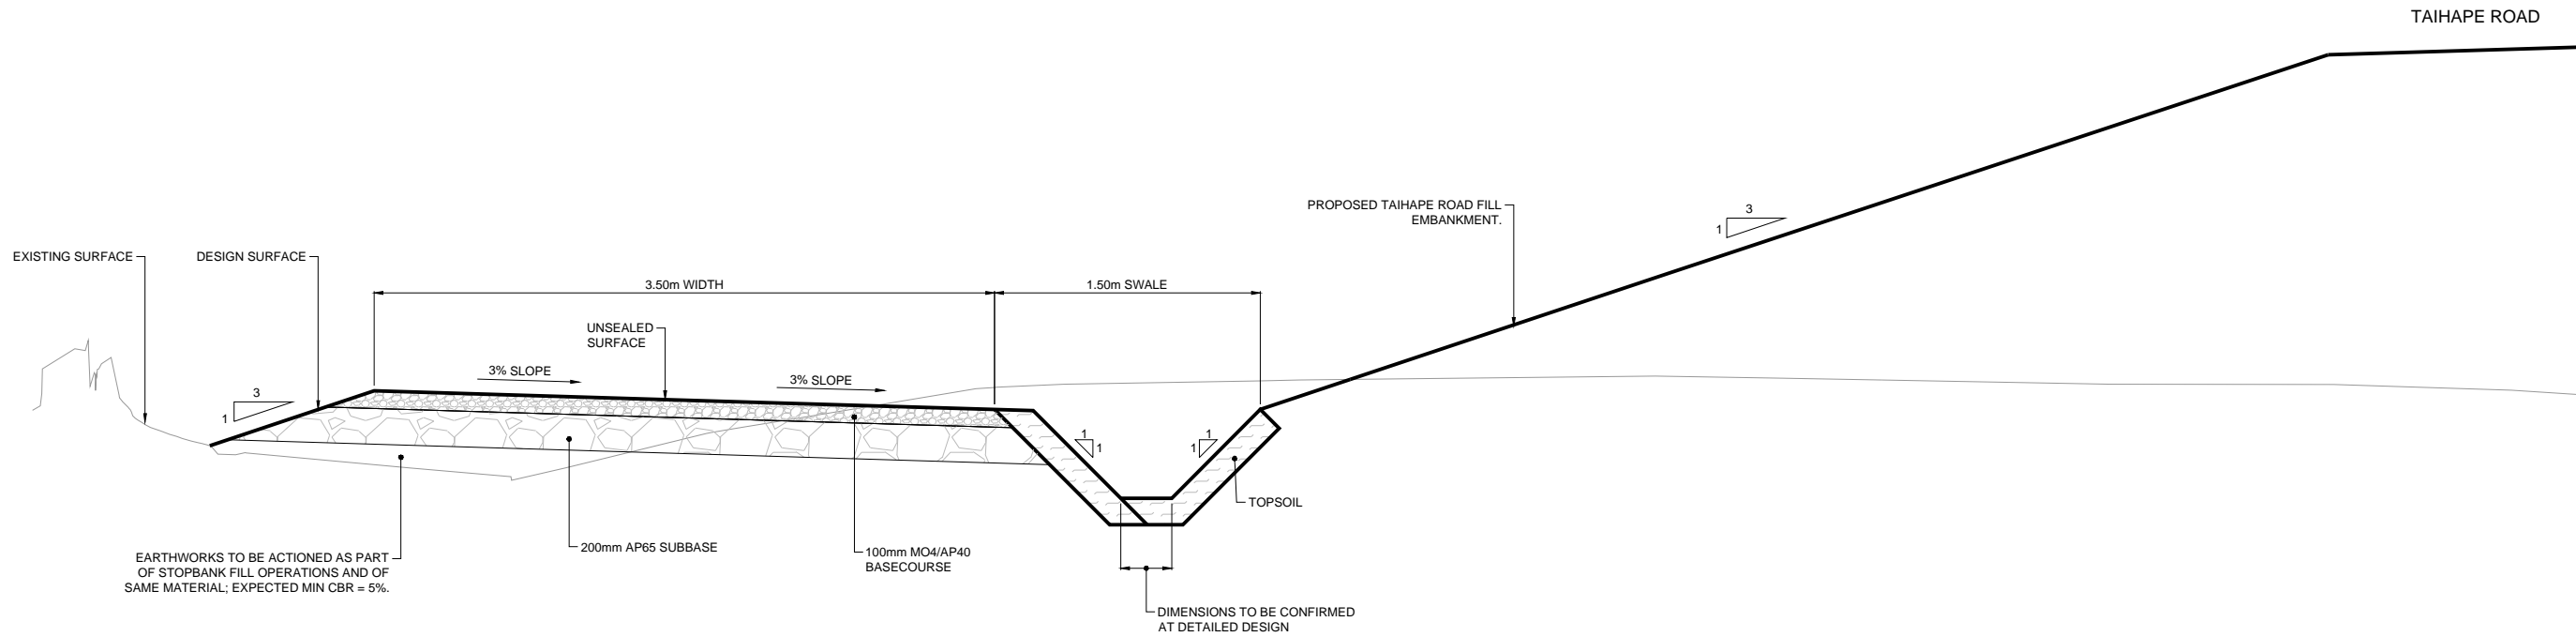 TAIHAPE ROAD
PROPOSED TAIHAPE ROAD FILL
EMBANKMENT.
3
1
EXISTING SURFACE
DESIGN SURFACE
3.50m WIDTH
1.50m SWALE
UNSEALED
SURFACE
3% SLOPE
3% SLOPE
3
1
1
1
1
1
TOPSOIL
200mm AP65 SUBBASE
100mm MO4/AP40
BASECOURSE
EARTHWORKS TO BE ACTIONED AS PART
OF STOPBANK FILL OPERATIONS AND OF
SAME MATERIAL; EXPECTED MIN CBR = 5%.
DIMENSIONS TO BE CONFIRMED
AT DETAILED DESIGN